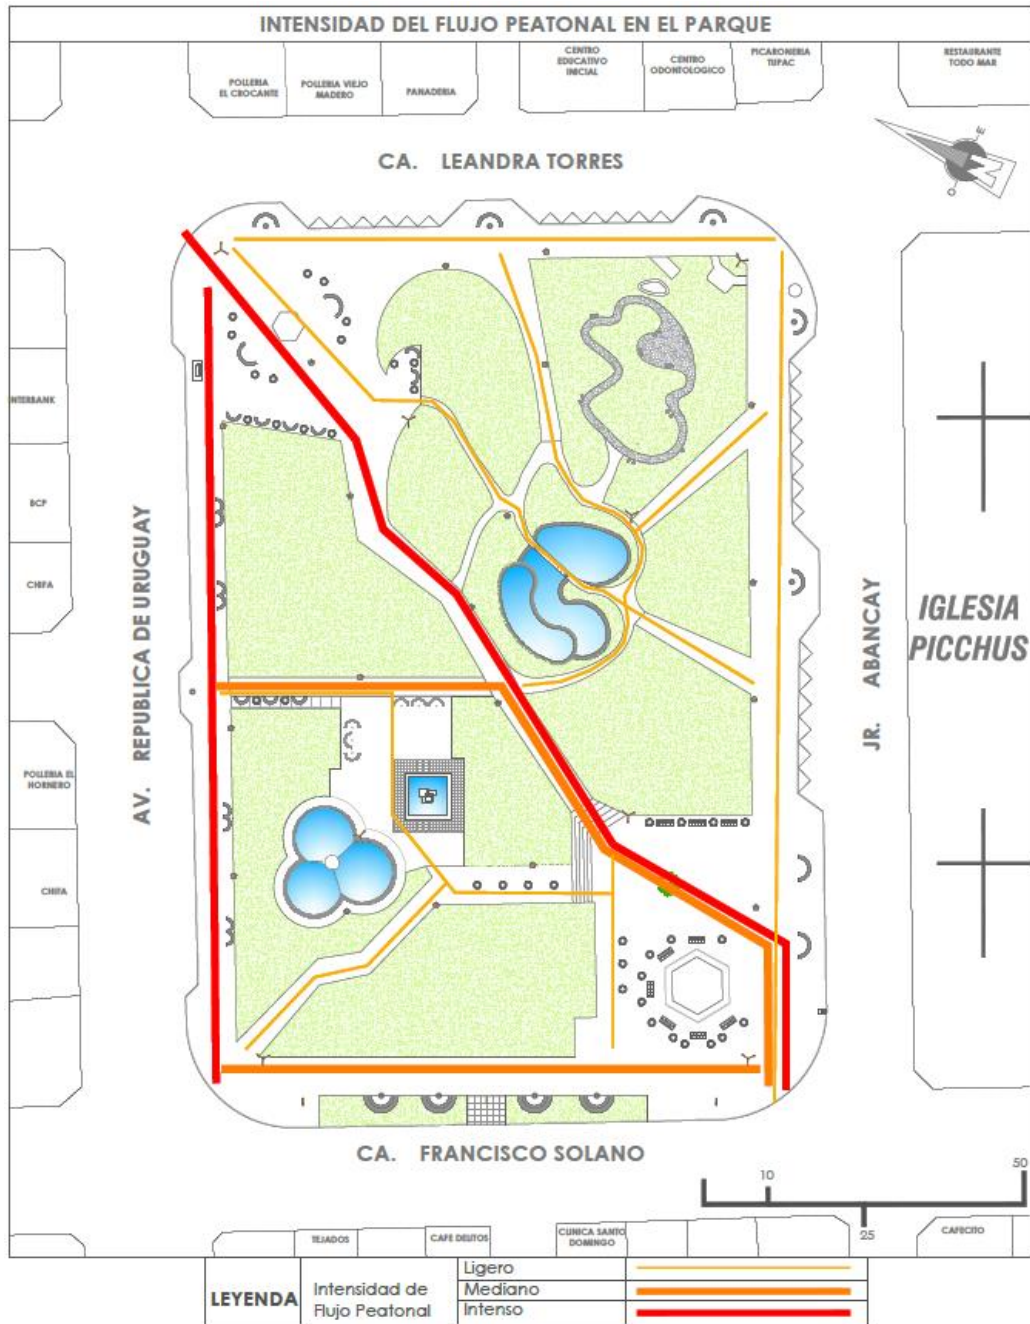 INTENSIDAD DEL FLUJO PEATONAL EN EL PARQUE
POLLERIA
EL CROCANTE
POLLERIA VIEJO
MADERO
PANADERIA
CENTRO
EDUCATIVO
INICIAL
CENTRO
ODONTOLOGICO
PICARONERIA
TUPAC
RESTAURANTE
TODO MAR
CA. LEANDRA TORRES
E
N
O
INTERBANK
BCP
CHIFA
AV. REPUBLICA DE URUGUAY
JR. ABANCAY
IGLESIA
PICCHUS
POLLERIA EL
HORNERO
CHIFA
CA. FRANCISCO SOLANO
10
50
25
TEJADOS
CAFE DELITOS
CLINICA SANTO
DOMINGO
CAFECITO
LEYENDA
Intensidad de
Flujo Peatonal
Ligero
Mediano
Intenso